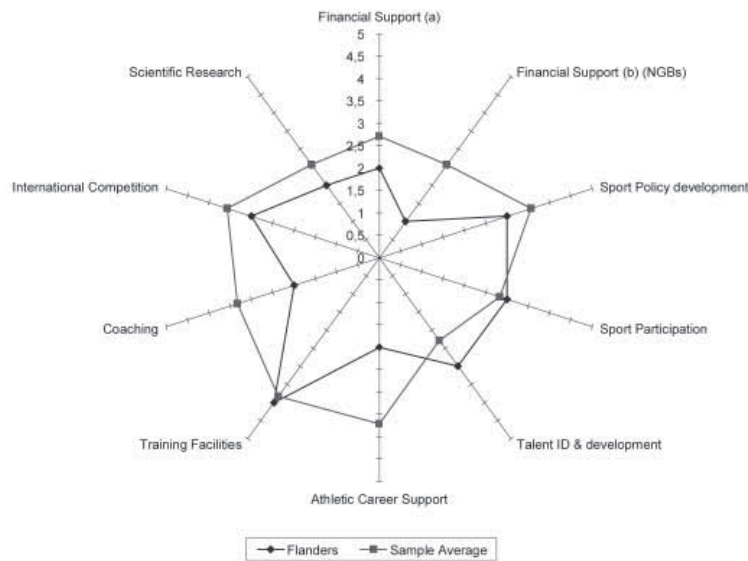 Financial Support (a)
5
4,5
4
3,5
3
2,5
2
1,5
1
0,5
0
Financial Support (b) (NGBs)
Sport Policy development
Sport Participation
Talent ID & development
Athletic Career Support
Training Facilities
Coaching
International Competition
Scientific Research
Flanders
Sample Average